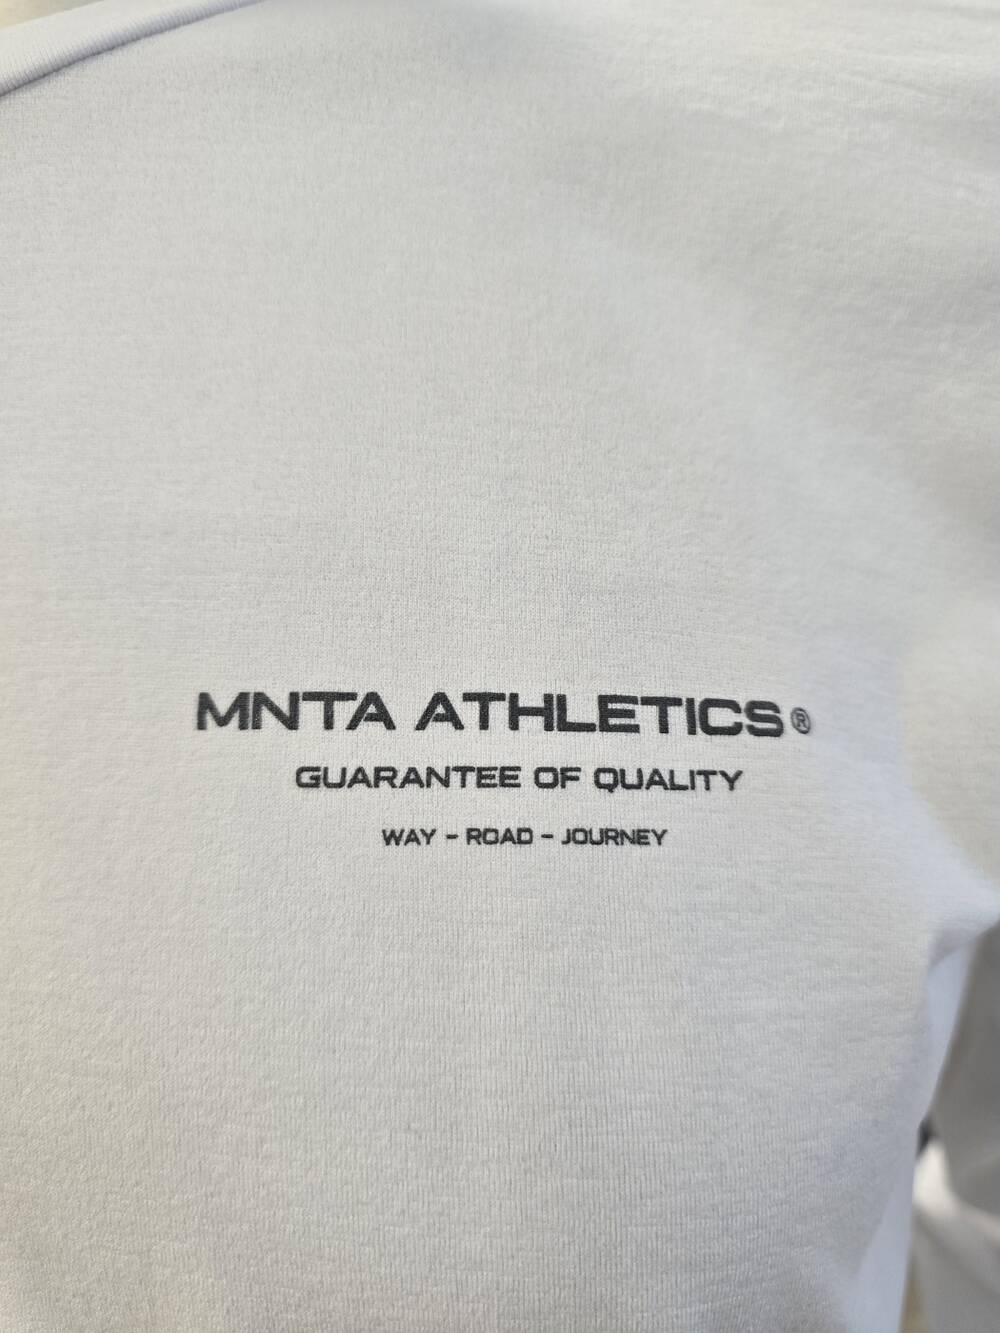 MNTA ATHLETICS®
GUARANTEE OF QUALITY
WAY - ROAD - JOURNEY